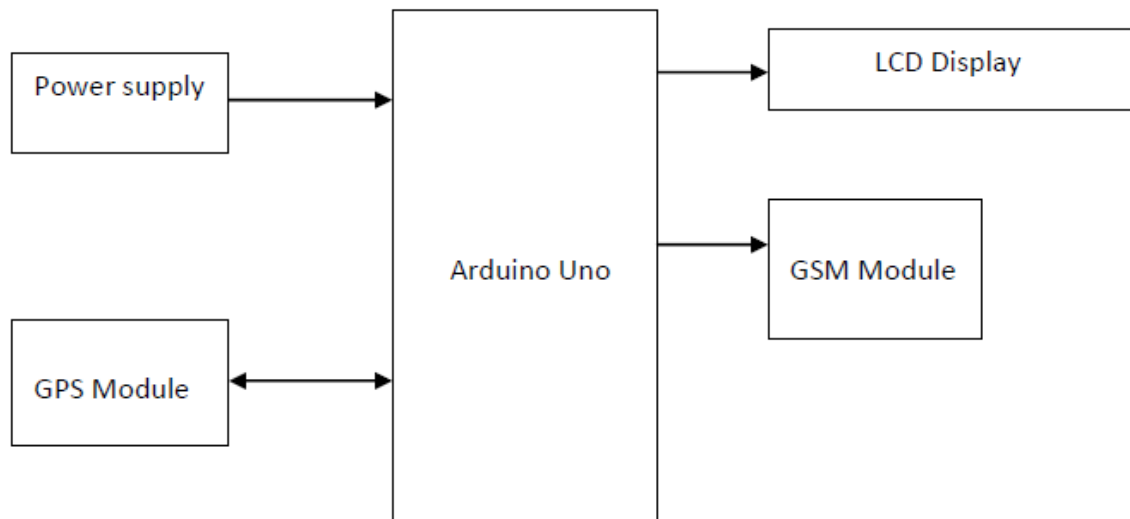 Power supply
LCD Display
Arduino Uno
GSM Module
GPS Module